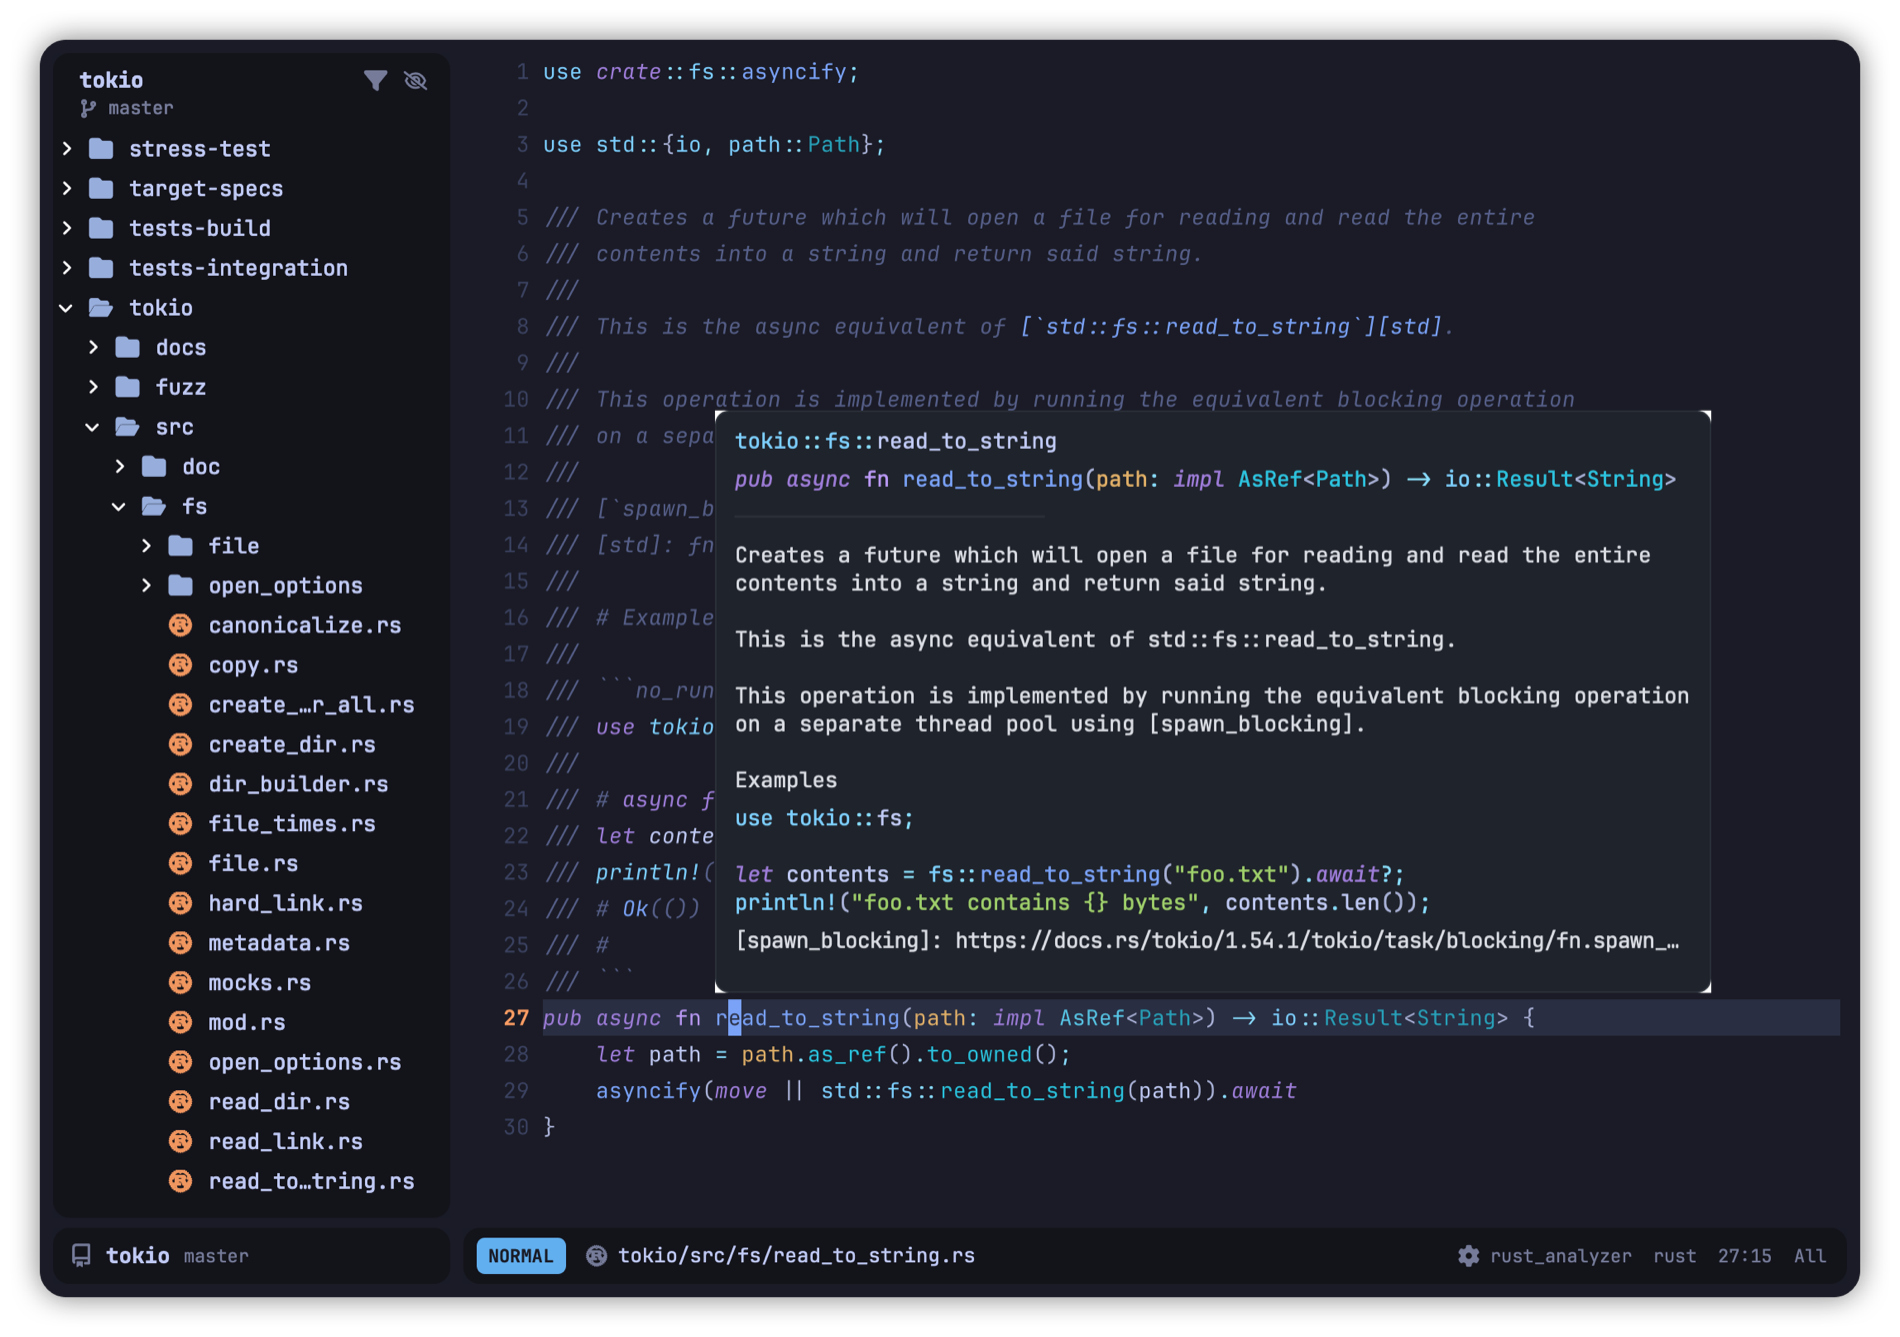 tokio
master
stress-test
target-specs
tests-build
tests-integration
tokio
docs
fuzz
src
doc
fs
file
open_options
canonicalize.rs
copy.rs
create_…r_all.rs
create_dir.rs
dir_builder.rs
file_times.rs
file.rs
hard_link.rs
metadata.rs
mocks.rs
mod.rs
open_options.rs
read_dir.rs
read_link.rs
read_to…tring.rs
tokio master
1 use crate::fs::asyncify;
2
3 use std::{io, path::Path};
4
5 /// Creates a future which will open a file for reading and read the entire
6 /// contents into a string and return said string.
7 ///
8 /// This is the async equivalent of [`std::fs::read_to_string`][std].
9 ///
10 /// This operation is implemented by running the equivalent blocking operation
11 /// on a sepa
12 ///
13 /// [`spawn_b
14 /// [std]: fn
15 ///
16 /// # Example
17 ///
18 /// ```no_run
19 /// use tokio
20 ///
21 /// # async f
22 /// let conte
23 /// println!(
24 /// # Ok(())
25 /// #
26 /// ```
tokio::fs::read_to_string
pub async fn read_to_string(path: impl AsRef<Path>) -> io::Result<String>
Creates a future which will open a file for reading and read the entire
contents into a string and return said string.
This is the async equivalent of std::fs::read_to_string.
This operation is implemented by running the equivalent blocking operation
on a separate thread pool using [spawn_blocking].
Examples
use tokio::fs;
let contents = fs::read_to_string("foo.txt").await?;
println!("foo.txt contains {} bytes", contents.len());
[spawn_blocking]: https://docs.rs/tokio/1.54.1/tokio/task/blocking/fn.spawn_…
27 pub async fn read_to_string(path: impl AsRef<Path>) -> io::Result<String> {
28 let path = path.as_ref().to_owned();
29 asyncify(move || std::fs::read_to_string(path)).await
30 }
NORMAL tokio/src/fs/read_to_string.rs rust_analyzer rust 27:15 All